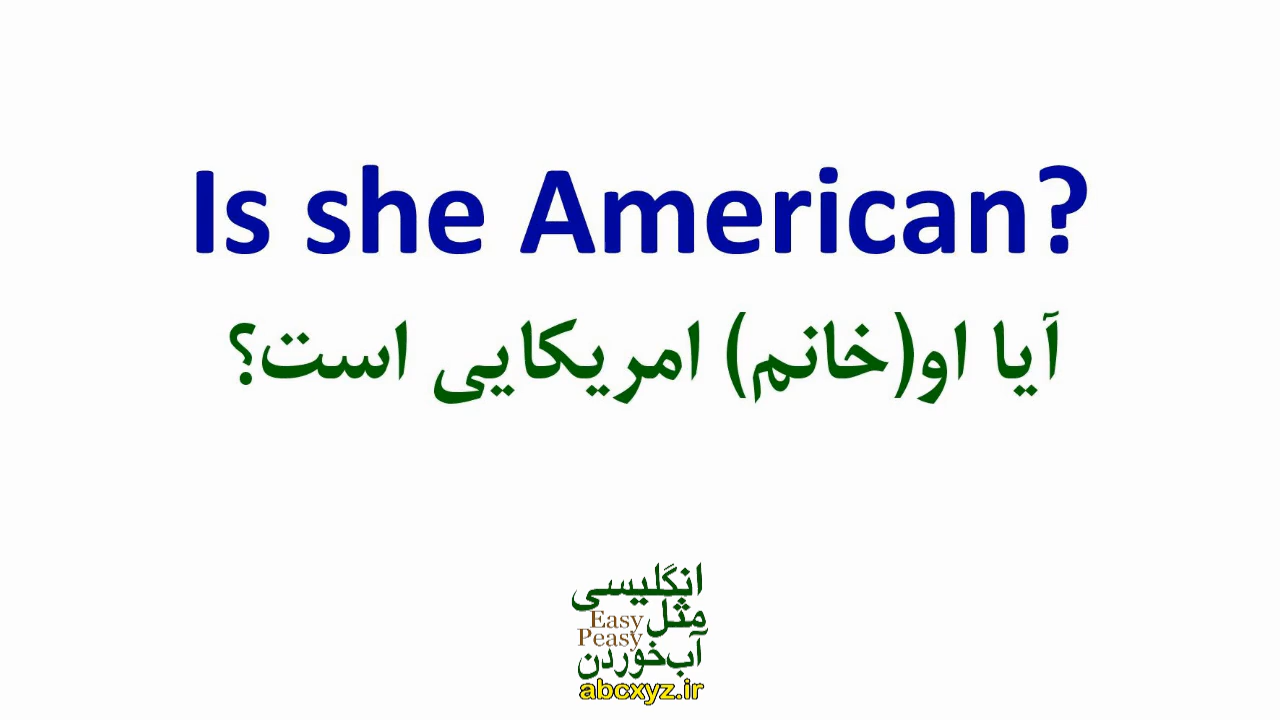 Is she American?
آیا او(خانم) امریکایی است؟
انگلیسی
مثل Easy
Peasy
آب‌خوردن
abcxyz.ir